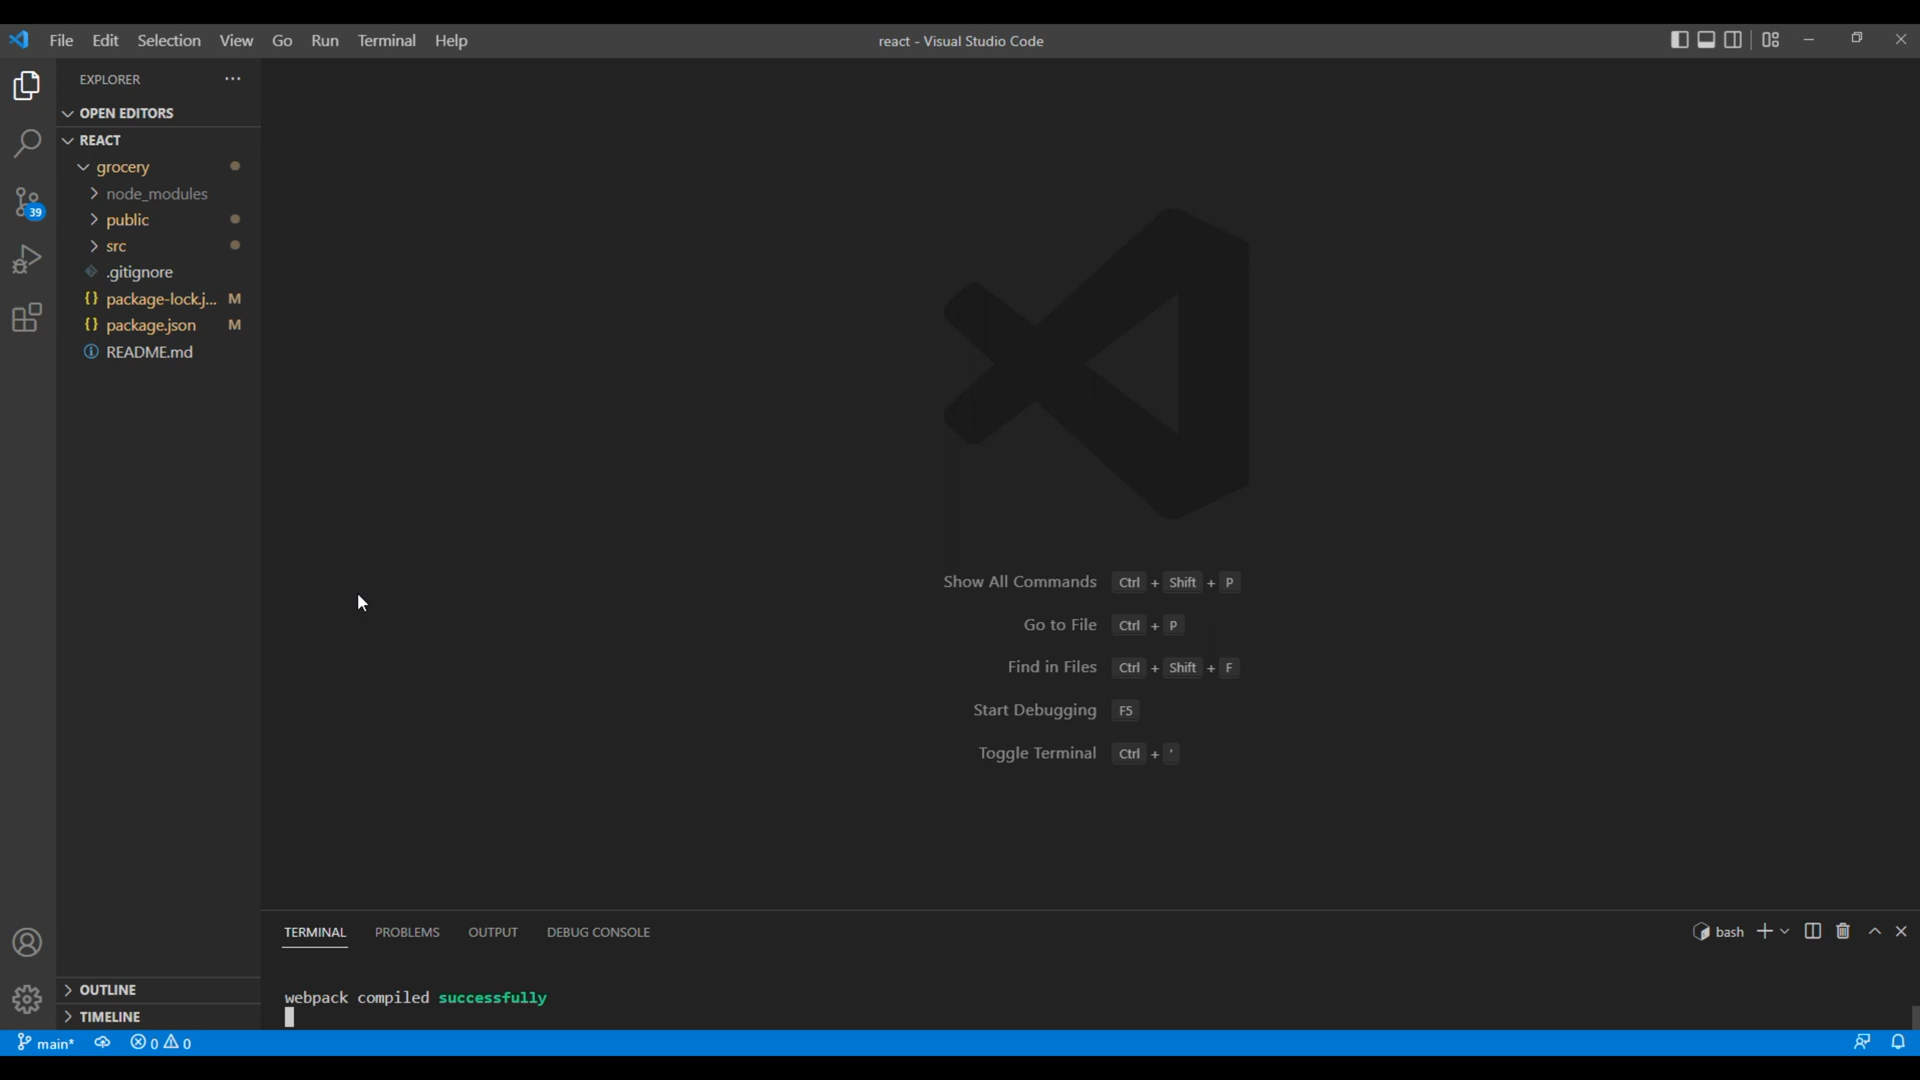 File Edit Selection View Go Run Terminal Help
react - Visual Studio Code
EXPLORER
OPEN EDITORS
REACT
grocery
node_modules
public
src
.gitignore
package-lock.j... M
package.json M
README.md
39
OUTLINE
TIMELINE
Show All Commands Ctrl + Shift + P
Go to File Ctrl + P
Find in Files Ctrl + Shift + F
Start Debugging F5
Toggle Terminal Ctrl + '
TERMINAL PROBLEMS OUTPUT DEBUG CONSOLE
bash
webpack compiled successfully
main* 0 0